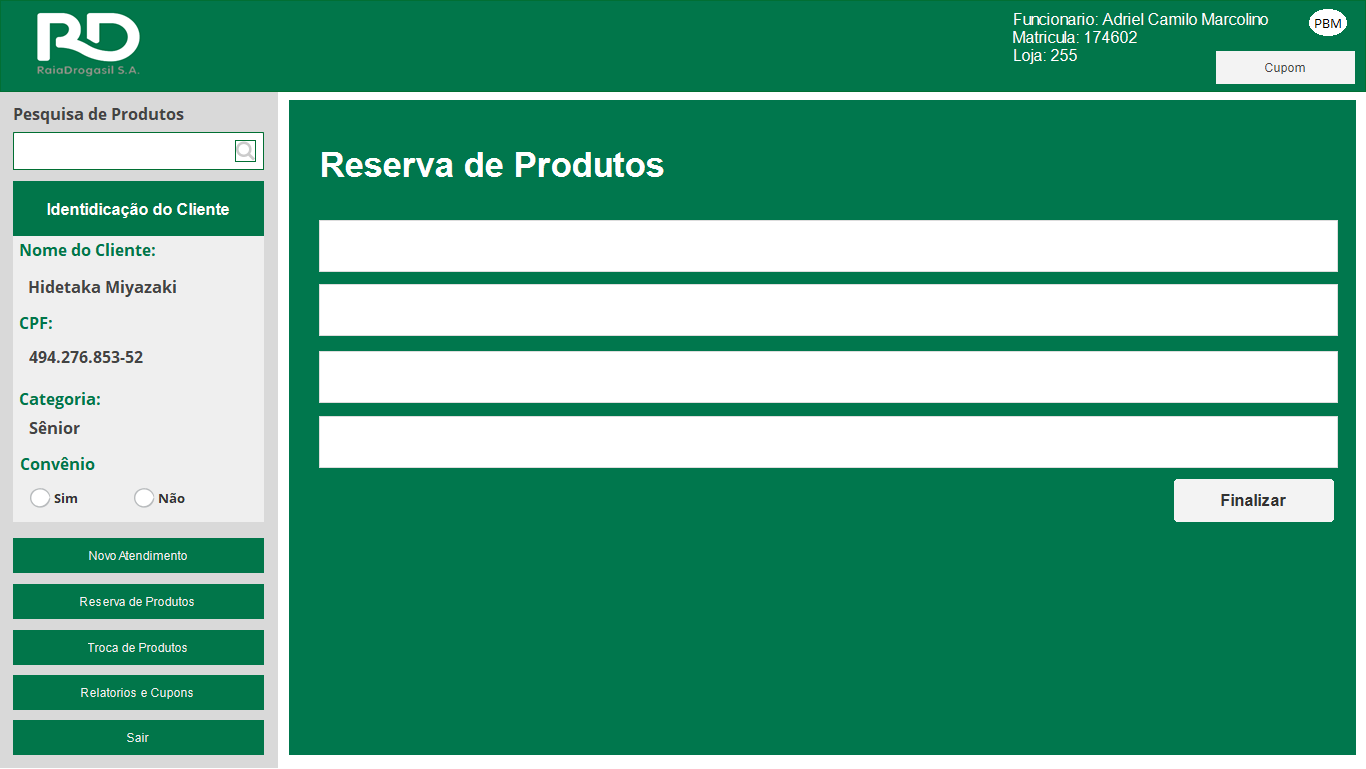 RD
RaiaDrogasil S.A.
Funcionario: Adriel Camilo Marcolino
Matricula: 174602
Loja: 255
PBM
Cupom
Pesquisa de Produtos
Identidicação do Cliente
Nome do Cliente:
Hidetaka Miyazaki
CPF:
494.276.853-52
Categoria:
Sênior
Convênio
Sim Não
Novo Atendimento
Reserva de Produtos
Troca de Produtos
Relatorios e Cupons
Sair
Reserva de Produtos
Finalizar